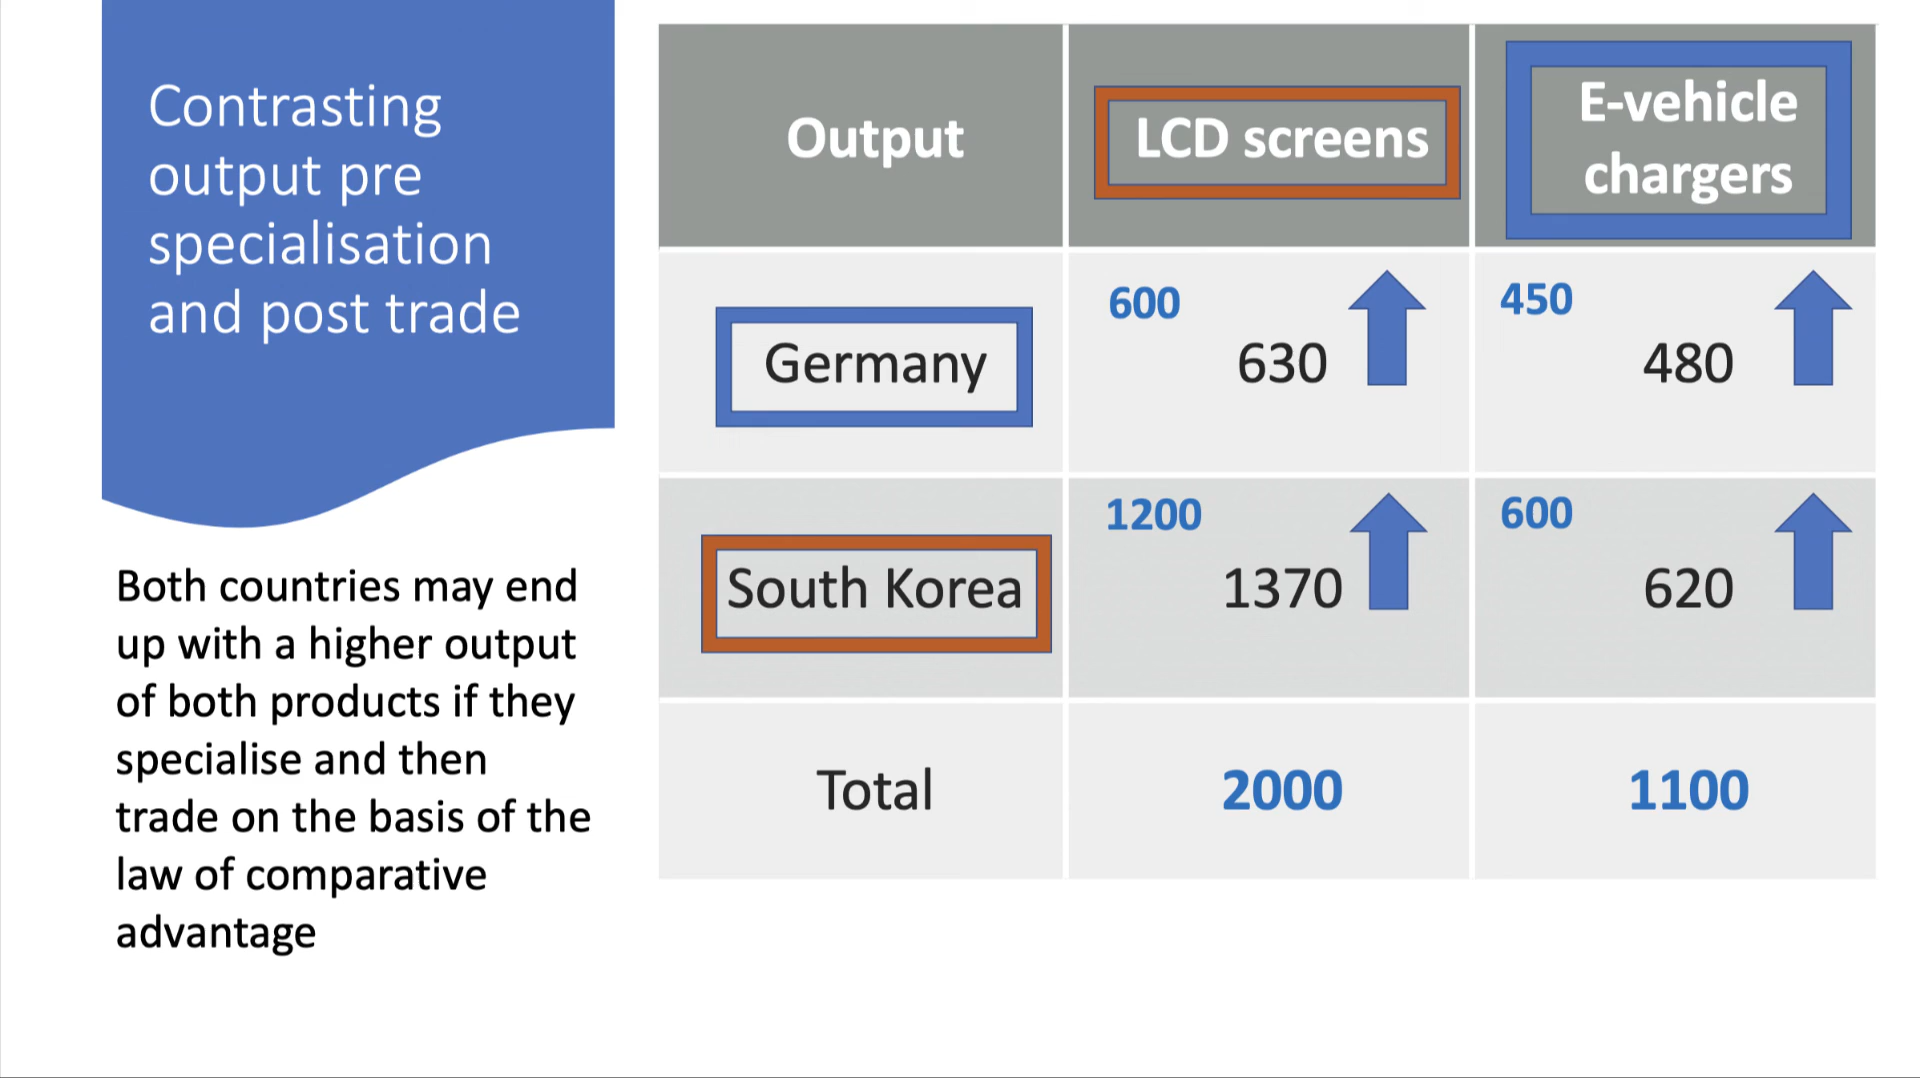 Contrasting
output pre
specialisation
and post trade
Both countries may end
up with a higher output
of both products if they
specialise and then
trade on the basis of the
law of comparative
advantage
Output
LCD screens
E-vehicle
chargers
Germany
600
630
450
480
South Korea
1200
1370
600
620
Total
2000
1100